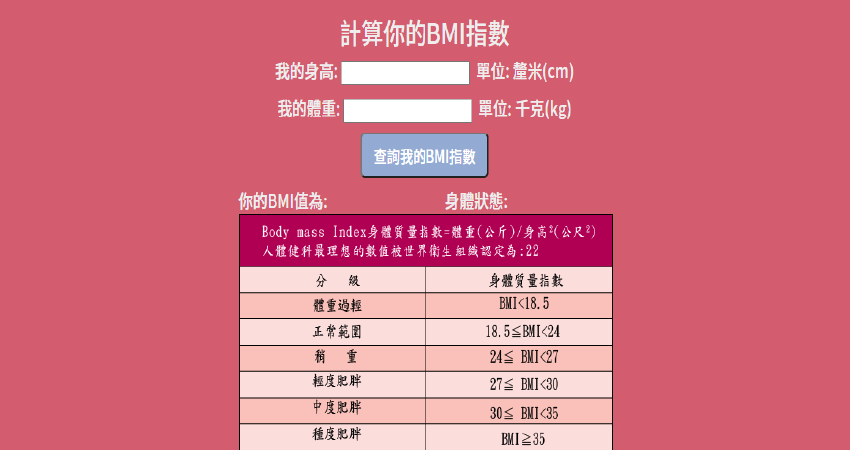 計算你的BMI指數
我的身高: 單位: 釐米(cm)
我的體重: 單位: 千克(kg)
查詢我的BMI指數
你的BMI值為: 身體狀態:
Body mass Index身體質量指數=體重(公斤)/身高²(公尺²)
人體健科最理想的數值被世界衛生組織認定為:22
分 級 身體質量指數
體重過輕 BMI<18.5
正常範圍 18.5≦BMI<24
稍 重 24≦ BMI<27
輕度肥胖 27≦ BMI<30
中度肥胖 30≦ BMI<35
種度肥胖 BMI≧35